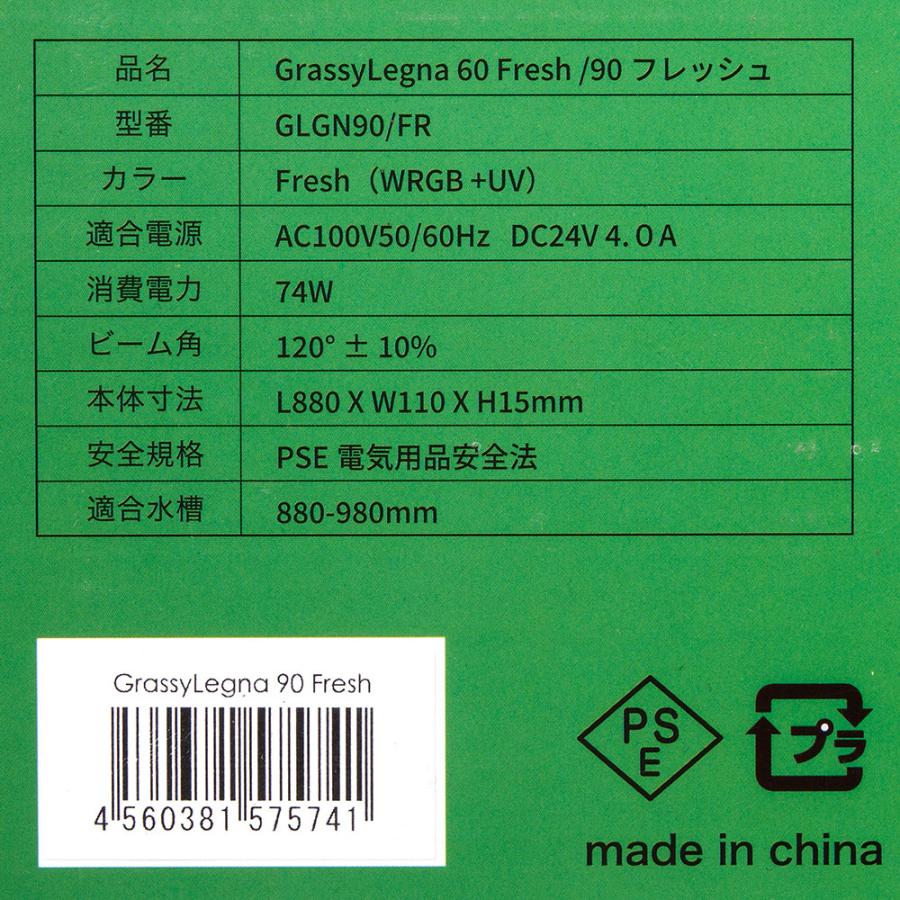 品名 GrassyLegna 60 Fresh /90 フレッシュ
型番 GLGN90/FR
カラー Fresh（WRGB +UV）
適合電源 AC100V50/60Hz DC24V 4.0A
消費電力 74W
ビーム角 120° ± 10%
本体寸法 L880 X W110 X H15mm
安全規格 PSE 電気用品安全法
適合水槽 880-980mm
GrassyLegna 90 Fresh
4 560381 575741
PS
E
プラ
made in china